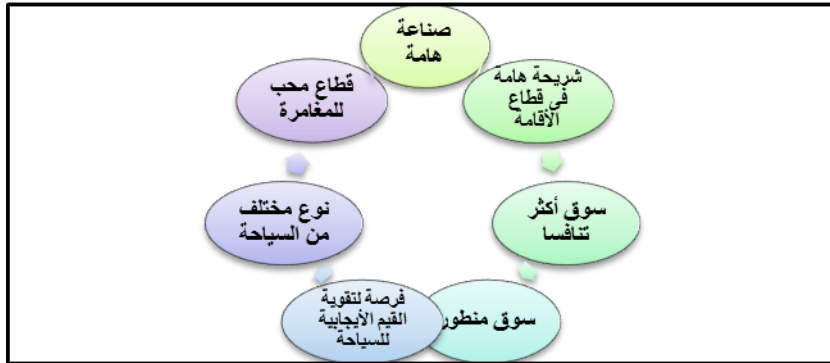 صناعة
هامة
شريحة هامة
في قطاع
الأقامة
سوق أكثر
تنافسا
سوق منطور
فرصة لتقوية
القيم الأيجابية
للسياحة
نوع مختلف
من السياحة
قطاع محب
للمغامرة